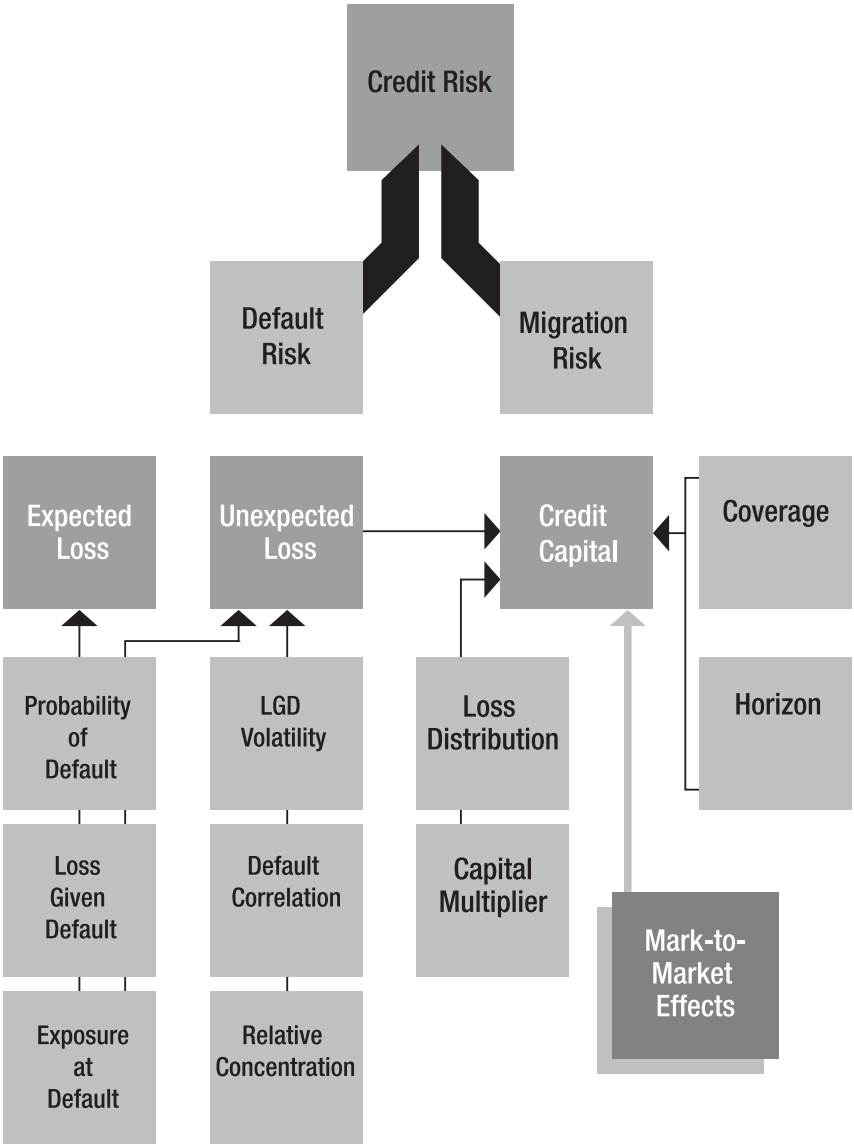 Credit Risk
Default
Risk
Migration
Risk
Expected
Loss
Unexpected
Loss
Credit
Capital
Coverage
Probability
of
Default
LGD
Volatility
Loss
Distribution
Horizon
Loss
Given
Default
Default
Correlation
Capital
Multiplier
Mark-to-
Market
Effects
Exposure
at
Default
Relative
Concentration